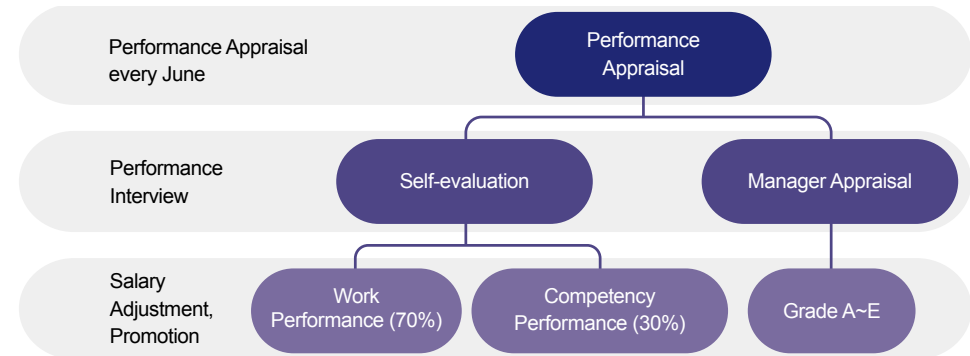 Performance Appraisal
every June
Performance
Appraisal
Performance
Interview
Self-evaluation
Manager Appraisal
Salary
Adjustment,
Promotion
Work
Performance (70%)
Competency
Performance (30%)
Grade A~E